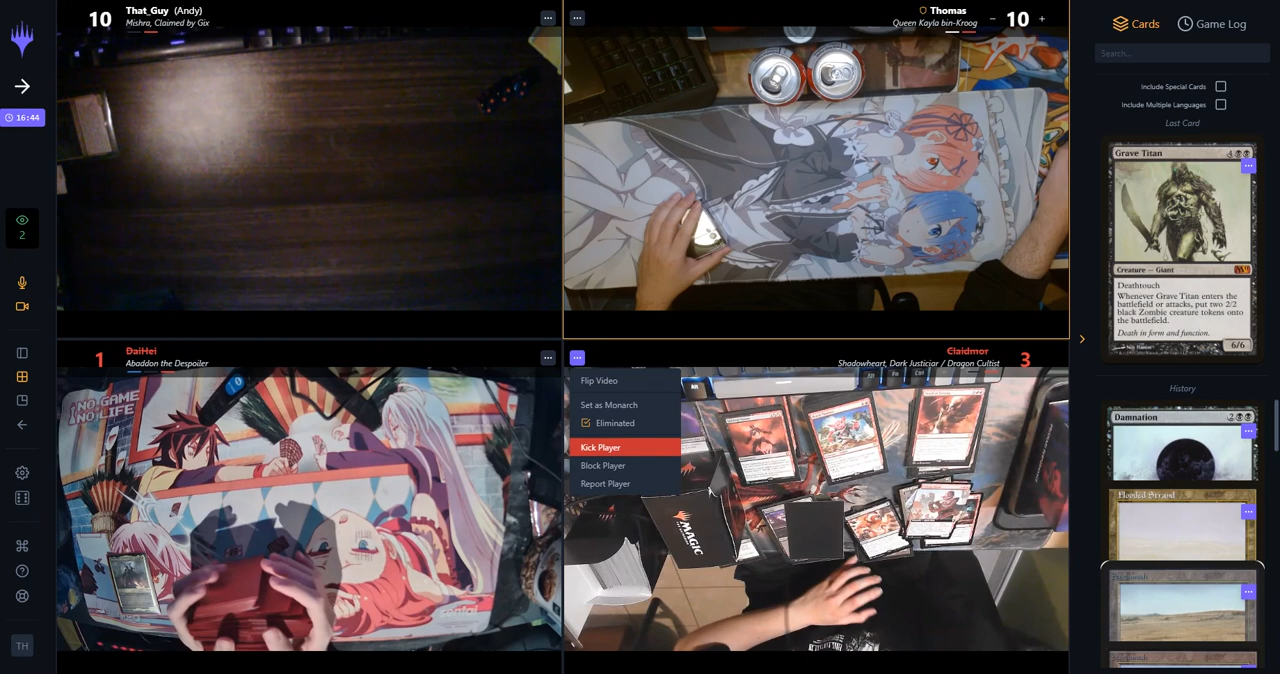 10
That_Guy (Andy)
Mishra, Claimed by Gix
Thomas
Queen Kayla bin-Kroog
− 10 +
16:44
2
TH
1
DaiHei
Abaddon the Despoiler
Claidmor
Shadowheart, Dark Justiciar / Dragon Cultist
3
Flip Video
Set as Monarch
Eliminated
Kick Player
Block Player
Report Player
¡NO GAME
NO LIFE!
MAGIC
Cards
Game Log
Search...
Include Special Cards
Include Multiple Languages
Last Card
Grave Titan
Creature — Giant
Deathtouch
Whenever Grave Titan enters the
battlefield or attacks, put two 2/2
black Zombie creature tokens onto
the battlefield.
Death in form and function.
6/6
History
Damnation
Flooded Strand